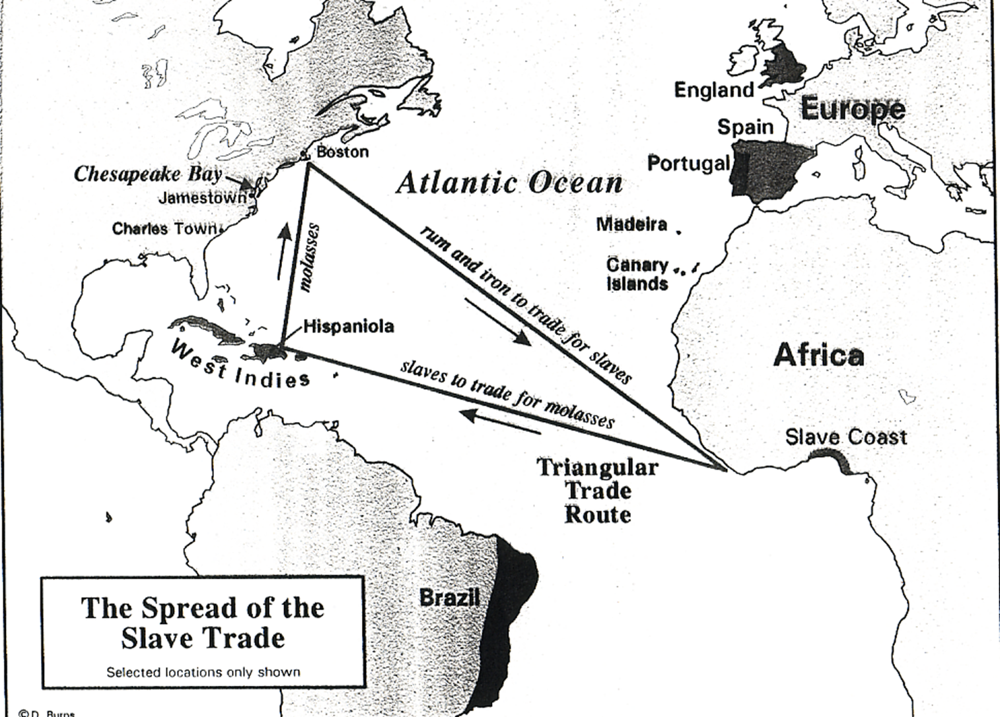 England
Europe
Spain
Portugal
Boston
Chesapeake Bay
Jamestown
Charles Town
Atlantic Ocean
Madeira
Canary
Islands
molasses
rum and iron to trade for slaves
Hispaniola
West Indies
slaves to trade for molasses
Africa
Slave Coast
Triangular
Trade
Route
Brazil
The Spread of the
Slave Trade
Selected locations only shown
© D. Burns